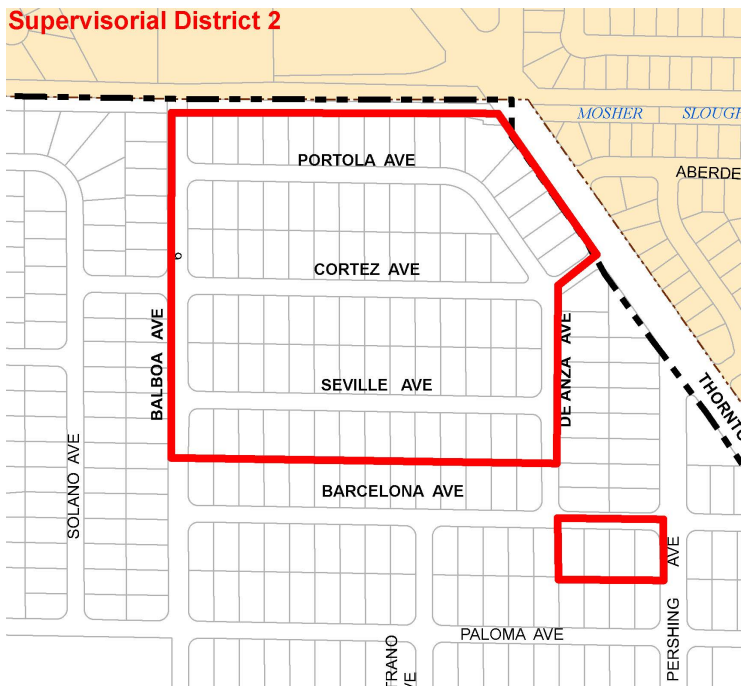 Supervisorial District 2
MOSHER SLOUGH
ABERDE
PORTOLA AVE
CORTEZ AVE
BALBOA AVE
DE ANZA AVE
SEVILLE AVE
THORNTO
SOLANO AVE
BARCELONA AVE
PERSHING AVE
PALOMA AVE
TRANO
VE